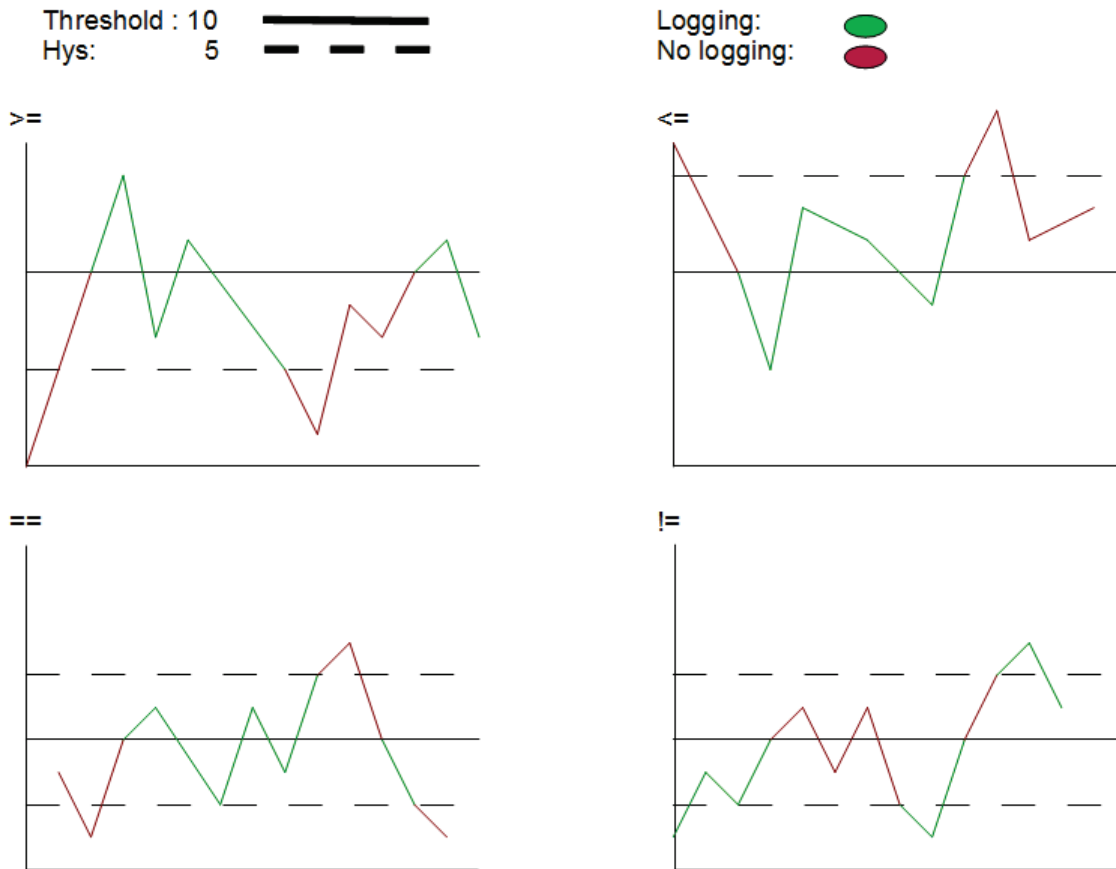 Threshold : 10
Hys: 5
Logging:
No logging:
>=
<=
==
!=